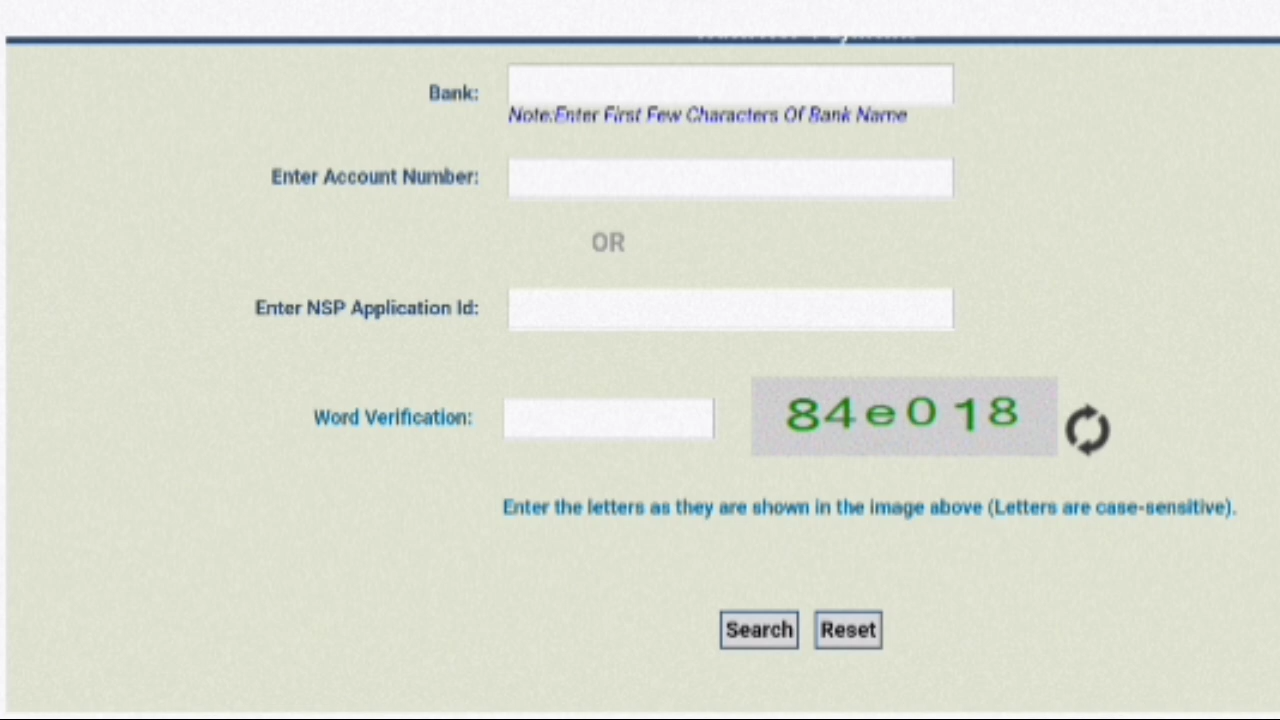 Bank:
Note:Enter First Few Characters Of Bank Name
Enter Account Number:
OR
Enter NSP Application Id:
Word Verification:
84e018
Enter the letters as they are shown in the image above (Letters are case-sensitive).
Search Reset